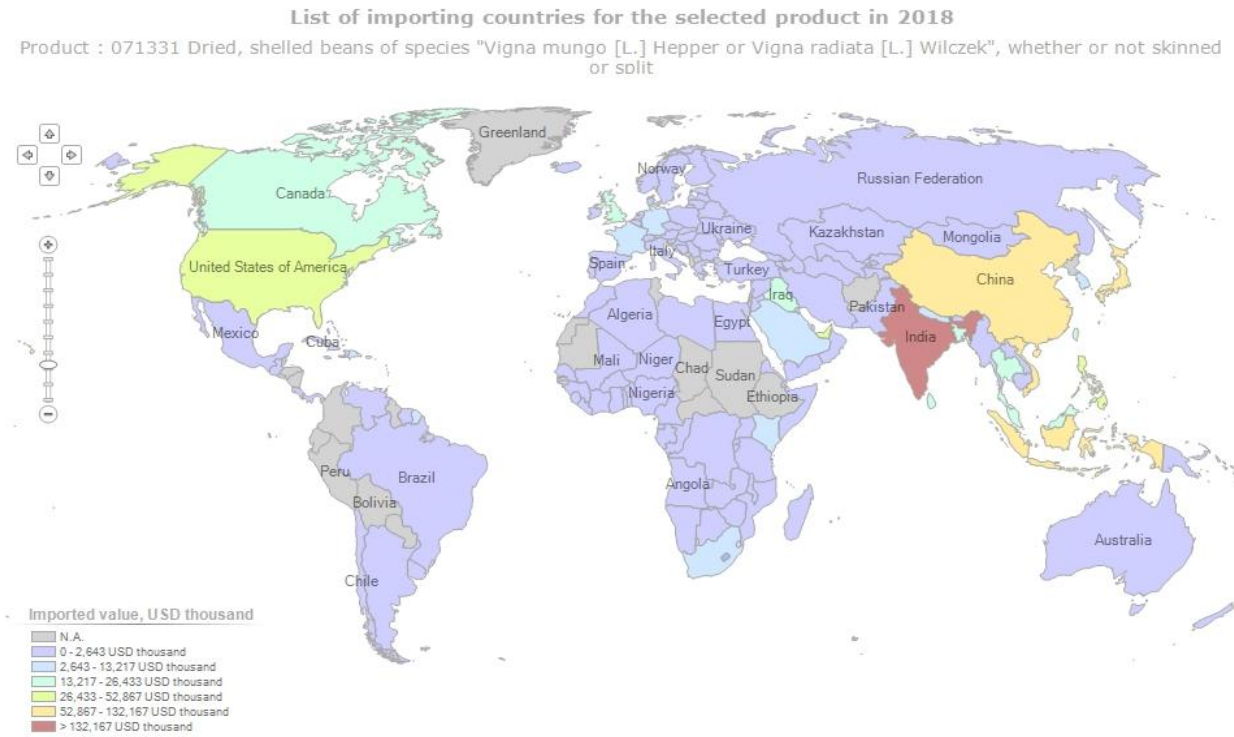 List of importing countries for the selected product in 2018
Product : 071331 Dried, shelled beans of species "Vigna mungo [L.] Hepper or Vigna radiata [L.] Wilczek", whether or not skinned
or split
Greenland
Norway
Russian Federation
Canada
Ukraine
Kazakhstan
Mongolia
Italy
Spain
Turkey
United States of America
China
Iraq
Pakistan
Algeria
Egypt
Mexico
Cuba
India
Mali
Niger
Chad
Sudan
Nigeria
Ethiopia
Peru
Brazil
Angola
Bolivia
Australia
Chile
Imported value, USD thousand
N.A.
0 - 2,643 USD thousand
2,643 - 13,217 USD thousand
13,217 - 26,433 USD thousand
26,433 - 52,867 USD thousand
52,867 - 132,167 USD thousand
> 132,167 USD thousand